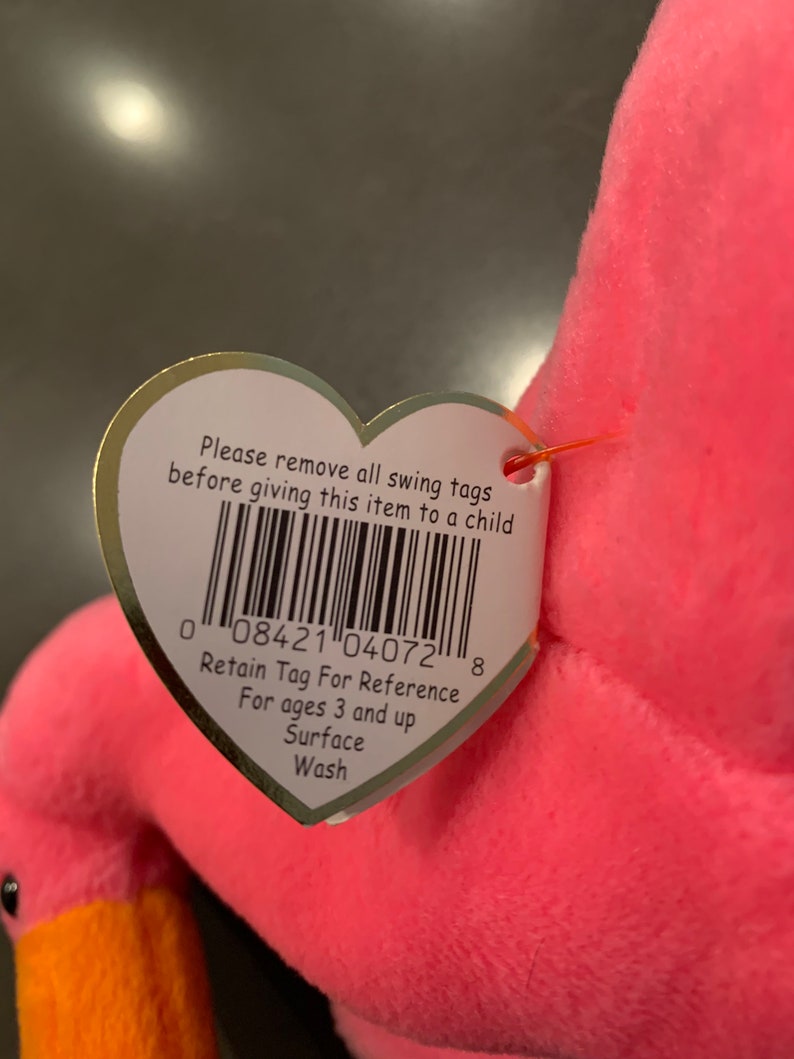 Please remove all swing tags
before giving this item to a child
0 08421 04072 8
Retain Tag For Reference
For ages 3 and up
Surface
Wash